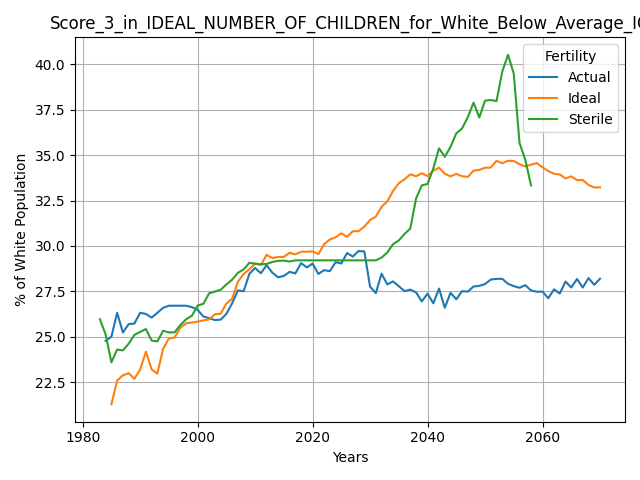 Score_3_in_IDEAL_NUMBER_OF_CHILDREN_for_White_Below_Average_IQ
Fertility
Actual
Ideal
Sterile
% of White Population
40.0
37.5
35.0
32.5
30.0
27.5
25.0
22.5
1980
2000
2020
2040
2060
Years